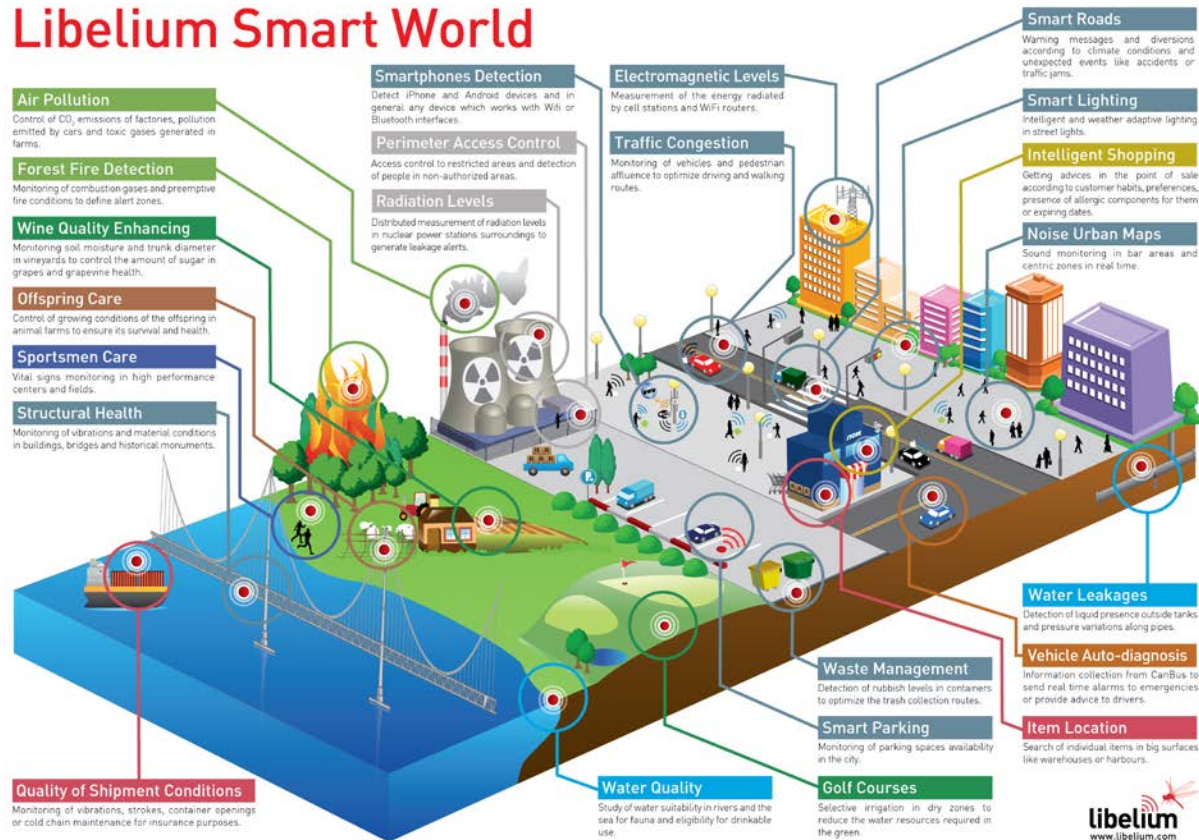 Libelium Smart World
Air Pollution
Control of CO₂ emissions of factories, pollution
emitted by cars and toxic gases generated in
farms.
Forest Fire Detection
Monitoring of combustion gases and preemptive
fire conditions to define alert zones.
Wine Quality Enhancing
Monitoring soil moisture and trunk diameter
in vineyards to control the amount of sugar in
grapes and grapevine health.
Offspring Care
Control of growing conditions of the offspring in
animal farms to ensure its survival and health.
Sportsmen Care
Vital signs monitoring in high performance
centers and fields.
Structural Health
Monitoring of vibrations and material conditions
in buildings, bridges and historical monuments.
Quality of Shipment Conditions
Monitoring of vibrations, strokes, container openings
or cold chain maintenance for insurance purposes.
Smartphones Detection
Detect iPhone and Android devices and in
general any device which works with Wifi or
Bluetooth interfaces.
Perimeter Access Control
Access control to restricted areas and detection
of people in non-authorized areas.
Radiation Levels
Distributed measurement of radiation levels
in nuclear power stations surroundings to
generate leakage alerts.
Electromagnetic Levels
Measurement of the energy radiated
by cell stations and WiFi routers.
Traffic Congestion
Monitoring of vehicles and pedestrian
affluence to optimize driving and walking
routes.
Smart Roads
Warning messages and diversions
according to climate conditions and
unexpected events like accidents or
traffic jams.
Smart Lighting
Intelligent and weather adaptive lighting
in street lights.
Intelligent Shopping
Getting advices in the point of sale
according to customer habits, preferences,
presence of allergic components for them
or expiring dates.
Noise Urban Maps
Sound monitoring in bar areas and
centric zones in real time.
P
Water Leakages
Detection of liquid presence outside tanks
and pressure variations along pipes.
Vehicle Auto-diagnosis
Information collection from CanBus to
send real time alarms to emergencies
or provide advice to drivers.
Item Location
Search of individual items in big surfaces
like warehouses or harbours.
Waste Management
Detection of rubbish levels in containers
to optimize the trash collection routes.
Smart Parking
Monitoring of parking spaces availability
in the city.
Golf Courses
Selective irrigation in dry zones to
reduce the water resources required in
the green.
Water Quality
Study of water suitability in rivers and the
sea for fauna and eligibility for drinkable
use.
libelium
www.libelium.com